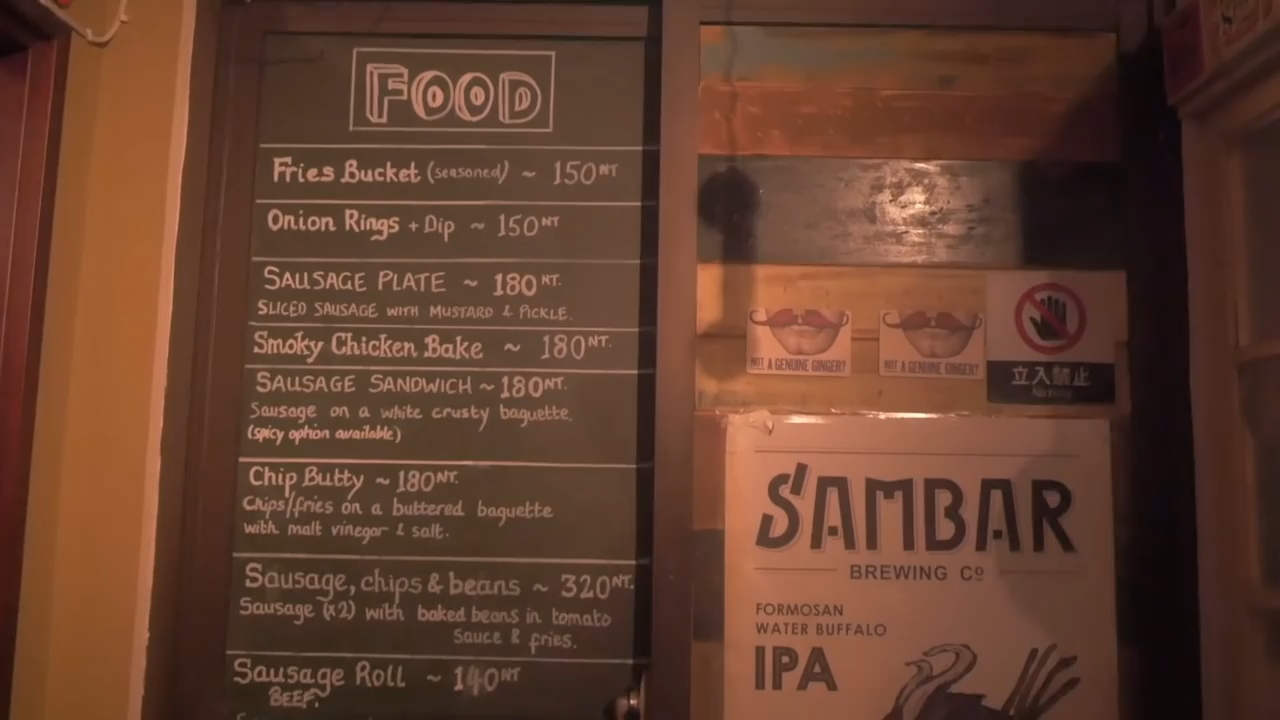 FOOD
Fries Bucket (seasoned) ~ 150NT
Onion Rings + Dip ~ 150NT
SAUSAGE PLATE ~ 180NT.
SLICED SAUSAGE WITH MUSTARD & PICKLE.
Smoky Chicken Bake ~ 180NT.
SAUSAGE SANDWICH ~ 180NT.
Sausage on a white crusty baguette.
(spicy option available)
Chip Butty ~ 180NT.
Chips/fries on a buttered baguette
with malt vinegar & salt.
Sausage, chips & beans ~ 320NT.
Sausage (x2) with baked beans in tomato
Sauce & fries.
Sausage Roll ~ 140NT
BEEF.
NOT A GENUINE GINGER?
NOT A GENUINE GINGER?
立入禁止
SAMBAR
BREWING Co
FORMOSAN
WATER BUFFALO
IPA